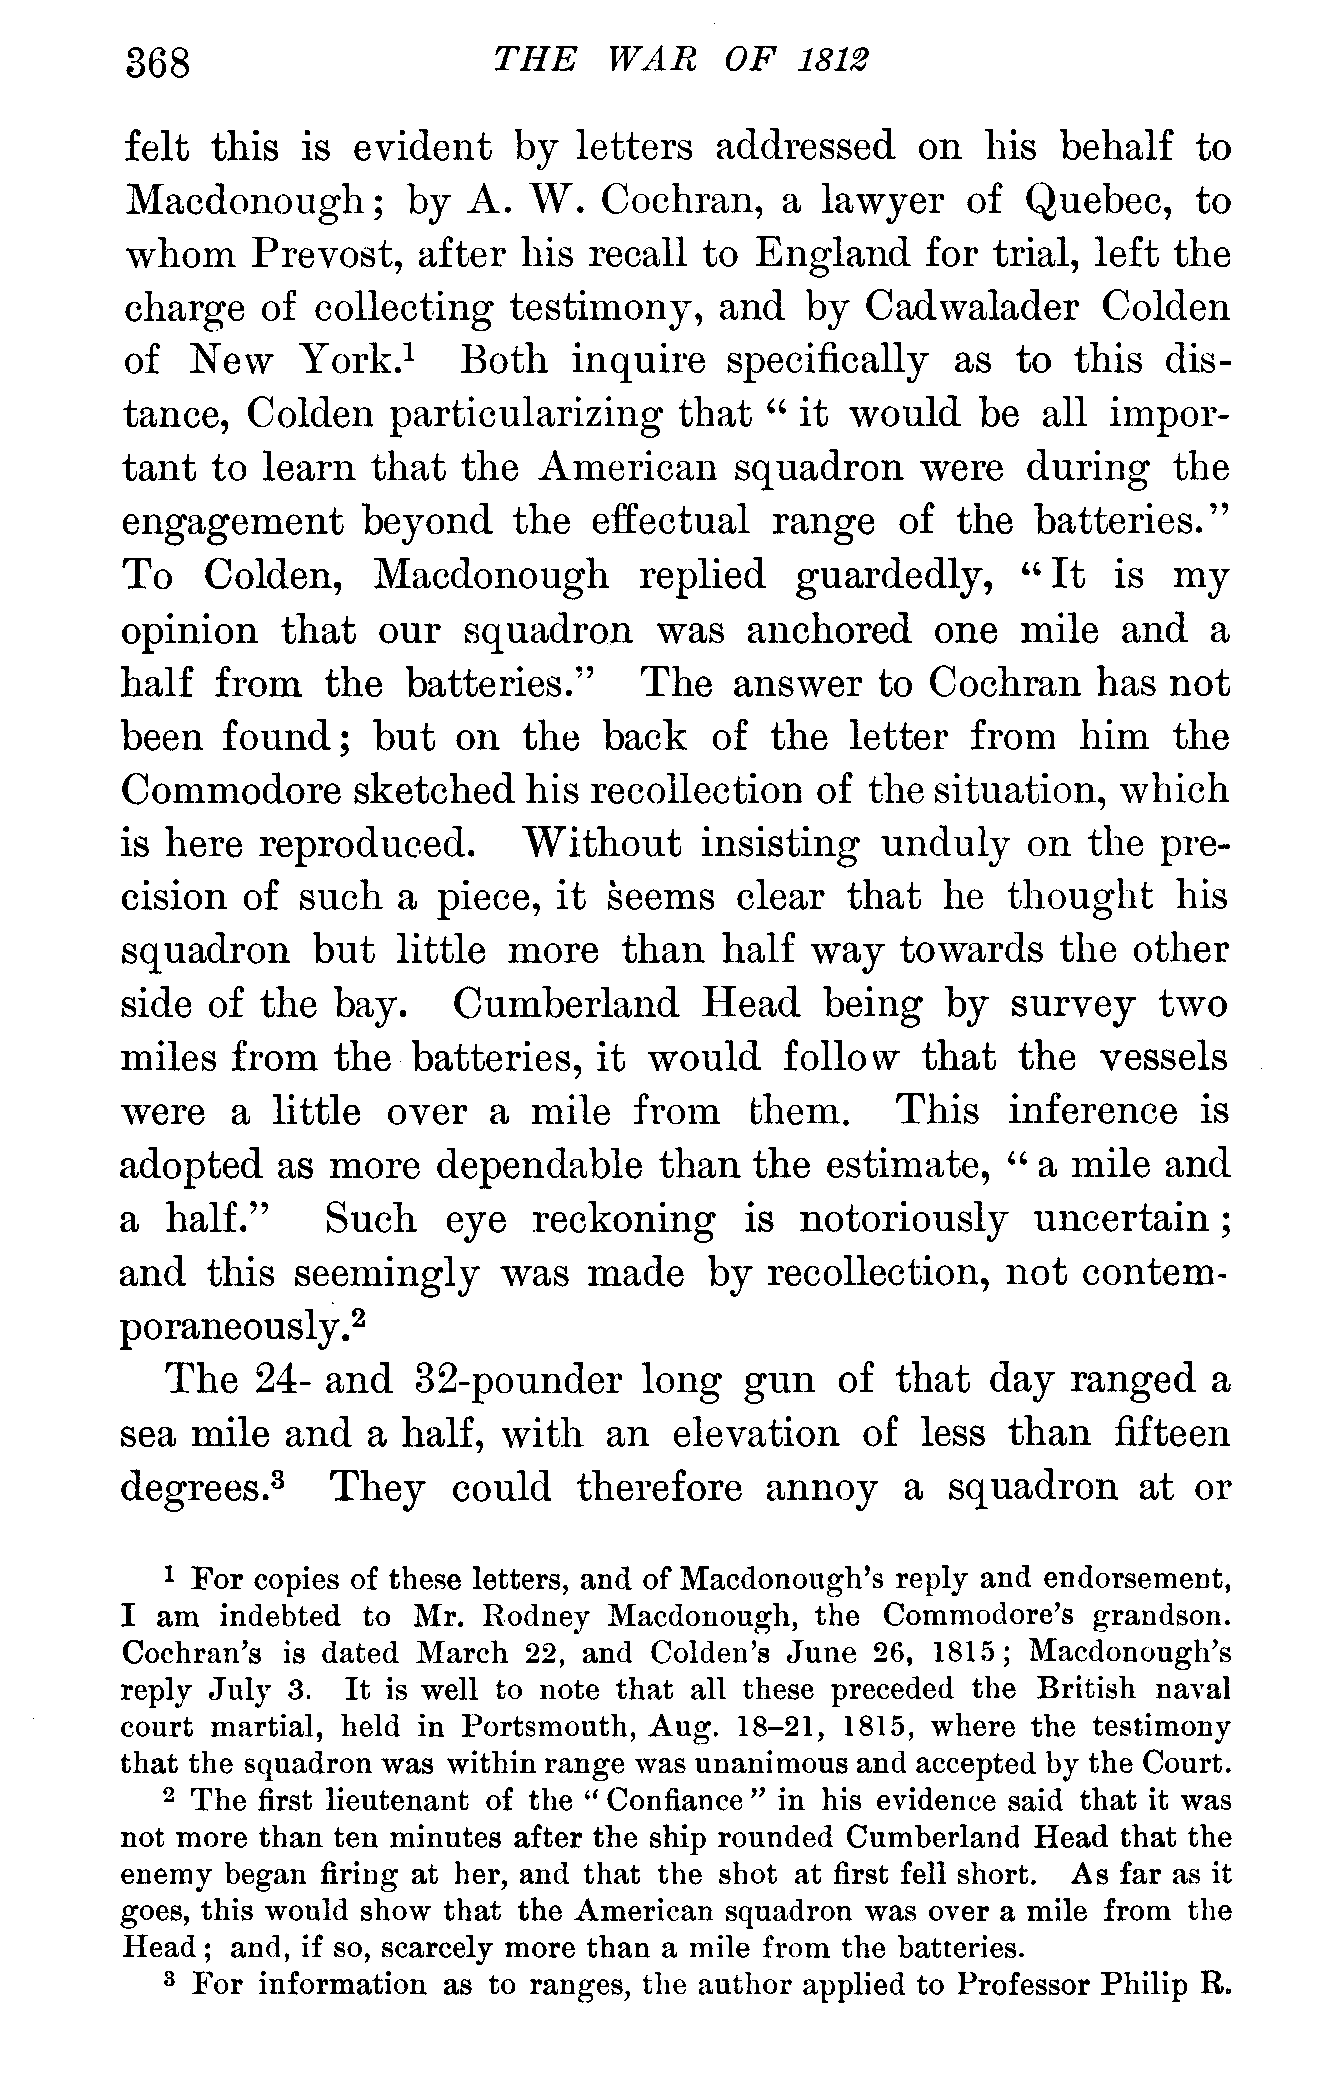 368 THE WAR OF 1812
felt this is evident by letters addressed on his behalf to
Macdonough; by A. W. Cochran, a lawyer of Quebec, to
whom Prevost, after his recall to England for trial, left the
charge of collecting testimony, and by Cadwalader Colden
of New York.¹ Both inquire specifically as to this dis-
tance, Colden particularizing that “ it would be all impor-
tant to learn that the American squadron were during the
engagement beyond the effectual range of the batteries.”
To Colden, Macdonough replied guardedly, “ It is my
opinion that our squadron was anchored one mile and a
half from the batteries.” The answer to Cochran has not
been found; but on the back of the letter from him the
Commodore sketched his recollection of the situation, which
is here reproduced. Without insisting unduly on the pre-
cision of such a piece, it seems clear that he thought his
squadron but little more than half way towards the other
side of the bay. Cumberland Head being by survey two
miles from the batteries, it would follow that the vessels
were a little over a mile from them. This inference is
adopted as more dependable than the estimate, “ a mile and
a half.” Such eye reckoning is notoriously uncertain;
and this seemingly was made by recollection, not contem-
poraneously.²
The 24- and 32-pounder long gun of that day ranged a
sea mile and a half, with an elevation of less than fifteen
degrees.³ They could therefore annoy a squadron at or
¹ For copies of these letters, and of Macdonough’s reply and endorsement,
I am indebted to Mr. Rodney Macdonough, the Commodore’s grandson.
Cochran’s is dated March 22, and Colden’s June 26, 1815; Macdonough’s
reply July 3. It is well to note that all these preceded the British naval
court martial, held in Portsmouth, Aug. 18–21, 1815, where the testimony
that the squadron was within range was unanimous and accepted by the Court.
² The first lieutenant of the “ Confiance ” in his evidence said that it was
not more than ten minutes after the ship rounded Cumberland Head that the
enemy began firing at her, and that the shot at first fell short. As far as it
goes, this would show that the American squadron was over a mile from the
Head; and, if so, scarcely more than a mile from the batteries.
³ For information as to ranges, the author applied to Professor Philip R.